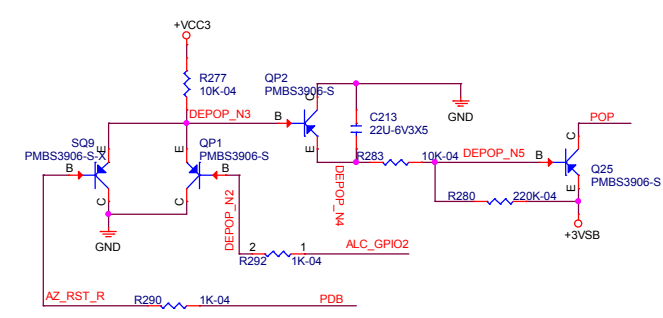 +VCC3
R277
10K-04
QP2
PMBS3906-S
C
DEPOP_N3
B
E
C213
22U-6V3X5
GND
POP
SQ9
PMBS3906-S-X
E
B
C
QP1
PMBS3906-S
E
B
C
R283
10K-04
DEPOP_N5
B
C
E
Q25
PMBS3906-S
DEPOP_N2
DEPOP_N4
R280
220K-04
+3VSB
GND
2
1
ALC_GPIO2
R292
1K-04
AZ_RST_R
R290
1K-04
PDB